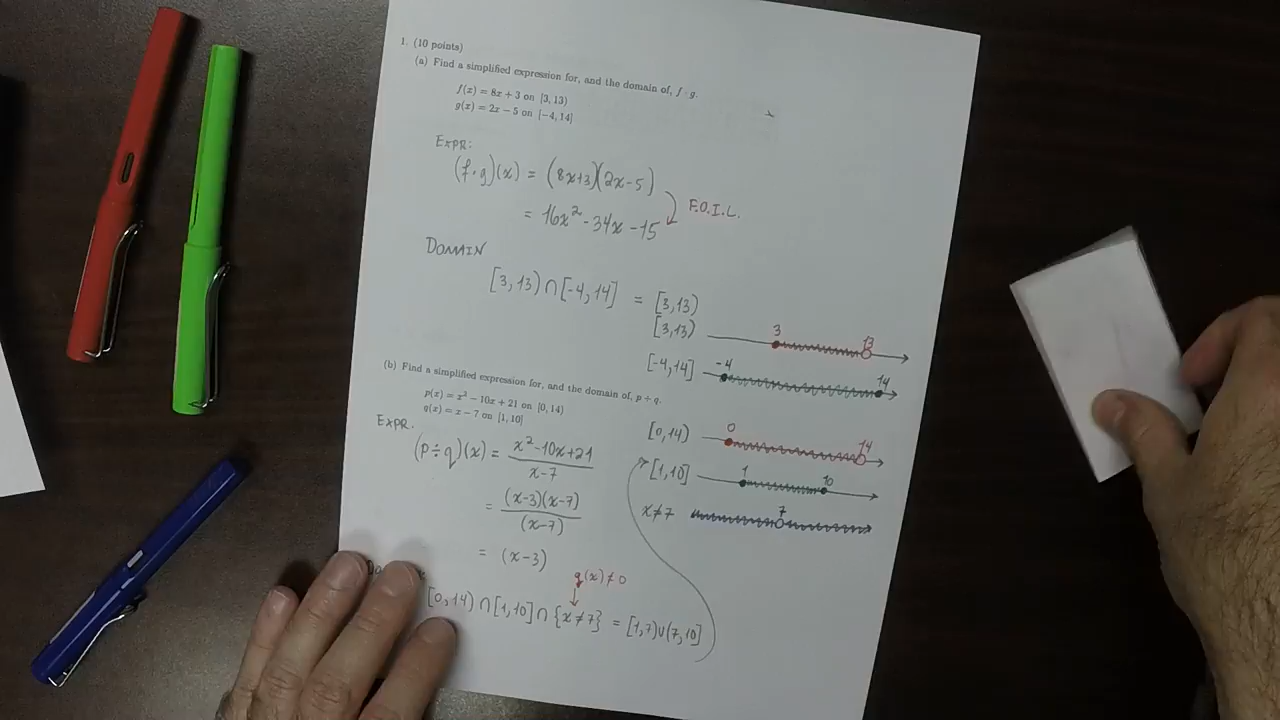 1. (10 points)
(a) Find a simplified expression for, and the domain of, f · g.
f(x) = 8x + 3 on [3, 13)
g(x) = 2x − 5 on [−4, 14]
EXPR:
(f·g)(x) = (8x+3)(2x-5)
= 16x² - 34x - 15
F.O.I.L.
DOMAIN
[3,13) ∩ [-4,14] = [3,13)
[3,13) 3 13
[-4,14] -4 14
(b) Find a simplified expression for, and the domain of, p ÷ q.
p(x) = x² − 10x + 21 on [0, 14)
q(x) = x − 7 on [1, 10]
EXPR.
(p÷q)(x) = x²-10x+21 / x-7
= (x-3)(x-7) / (x-7)
= (x-3)
[0,14) 0 14
[1,10] 1 10
x≠7 7
q(x)≠0
[0,14) ∩ [1,10] ∩ {x≠7} = [1,7)∪(7,10]